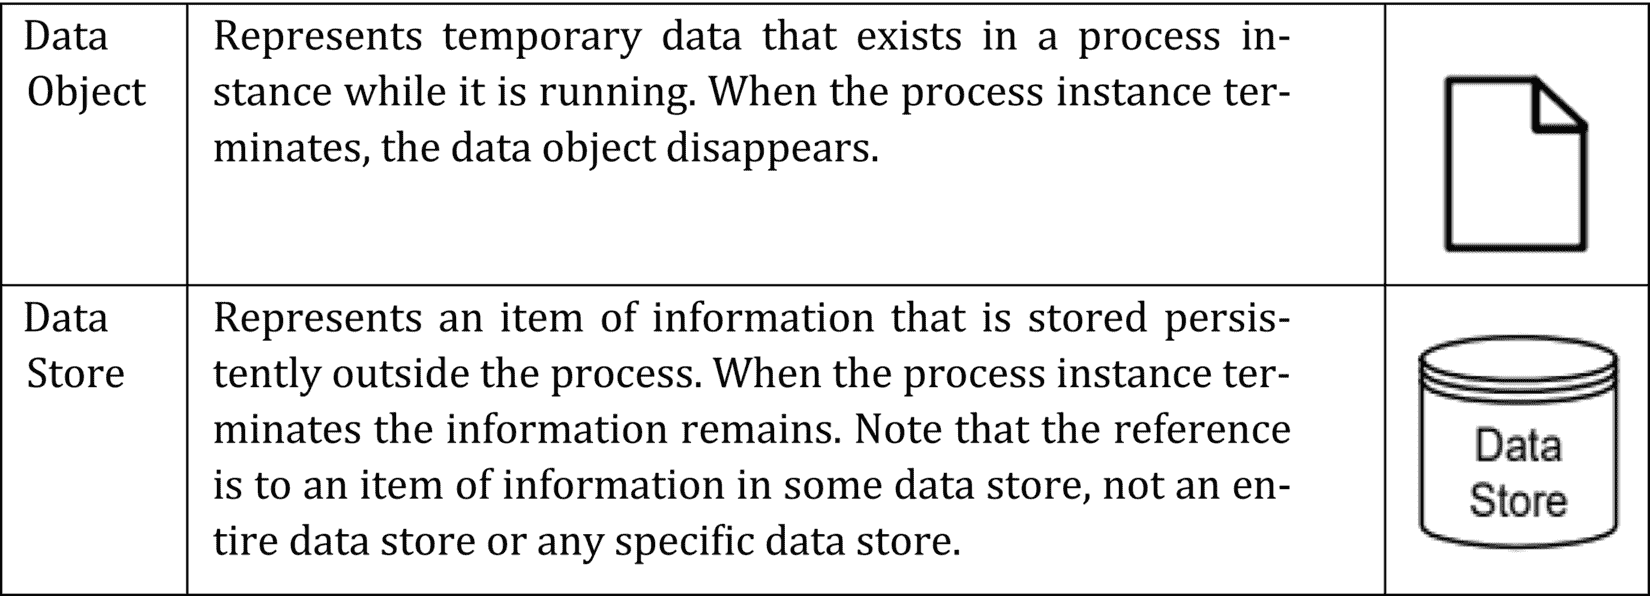 Data
Object
Represents temporary data that exists in a process in-
stance while it is running. When the process instance ter-
minates, the data object disappears.
Data
Store
Represents an item of information that is stored persis-
tently outside the process. When the process instance ter-
minates the information remains. Note that the reference
is to an item of information in some data store, not an en-
tire data store or any specific data store.
Data
Store